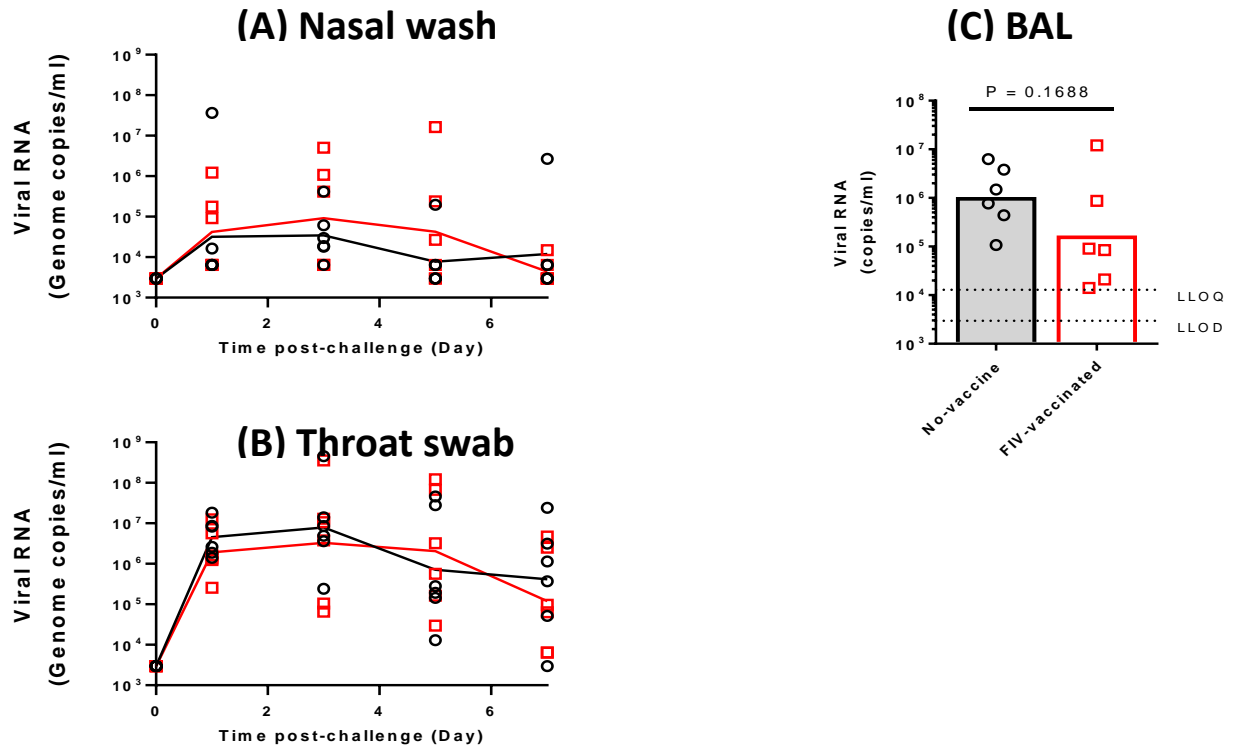 (A) Nasal wash
Viral RNA
(Genome copies/ml)
10⁹
10⁸
10⁷
10⁶
10⁵
10⁴
10³
0 2 4 6
Time post-challenge (Day)
(B) Throat swab
Viral RNA
(Genome copies/ml)
10⁹
10⁸
10⁷
10⁶
10⁵
10⁴
10³
0 2 4 6
Time post-challenge (Day)
(C) BAL
P = 0.1688
Viral RNA
(copies/ml)
10⁸
10⁷
10⁶
10⁵
10⁴
10³
LLOQ
LLOD
No-vaccine
FIV-vaccinated